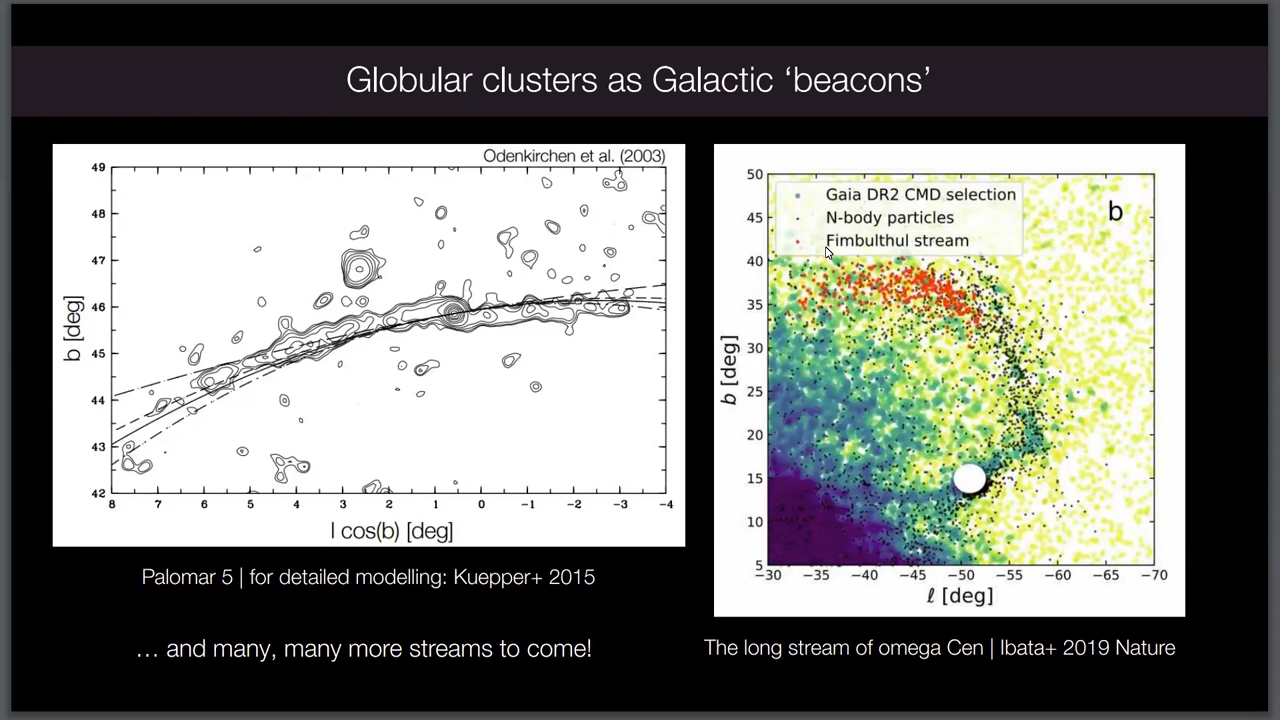 Globular clusters as Galactic ‘beacons’
Odenkirchen et al. (2003)
49
48
47
46
45
44
43
42
b [deg]
8 7 6 5 4 3 2 1 0 -1 -2 -3 -4
l cos(b) [deg]
Palomar 5 | for detailed modelling: Kuepper+ 2015
… and many, many more streams to come!
Gaia DR2 CMD selection
N-body particles
Fimbulthul stream
b
50
45
40
35
30
25
20
15
10
5
b [deg]
−30 −35 −40 −45 −50 −55 −60 −65 −70
ℓ [deg]
The long stream of omega Cen | Ibata+ 2019 Nature